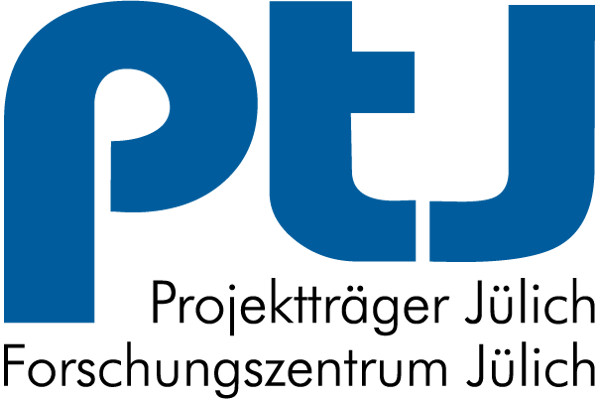 ptJ
Projektträger Jülich
Forschungszentrum Jülich